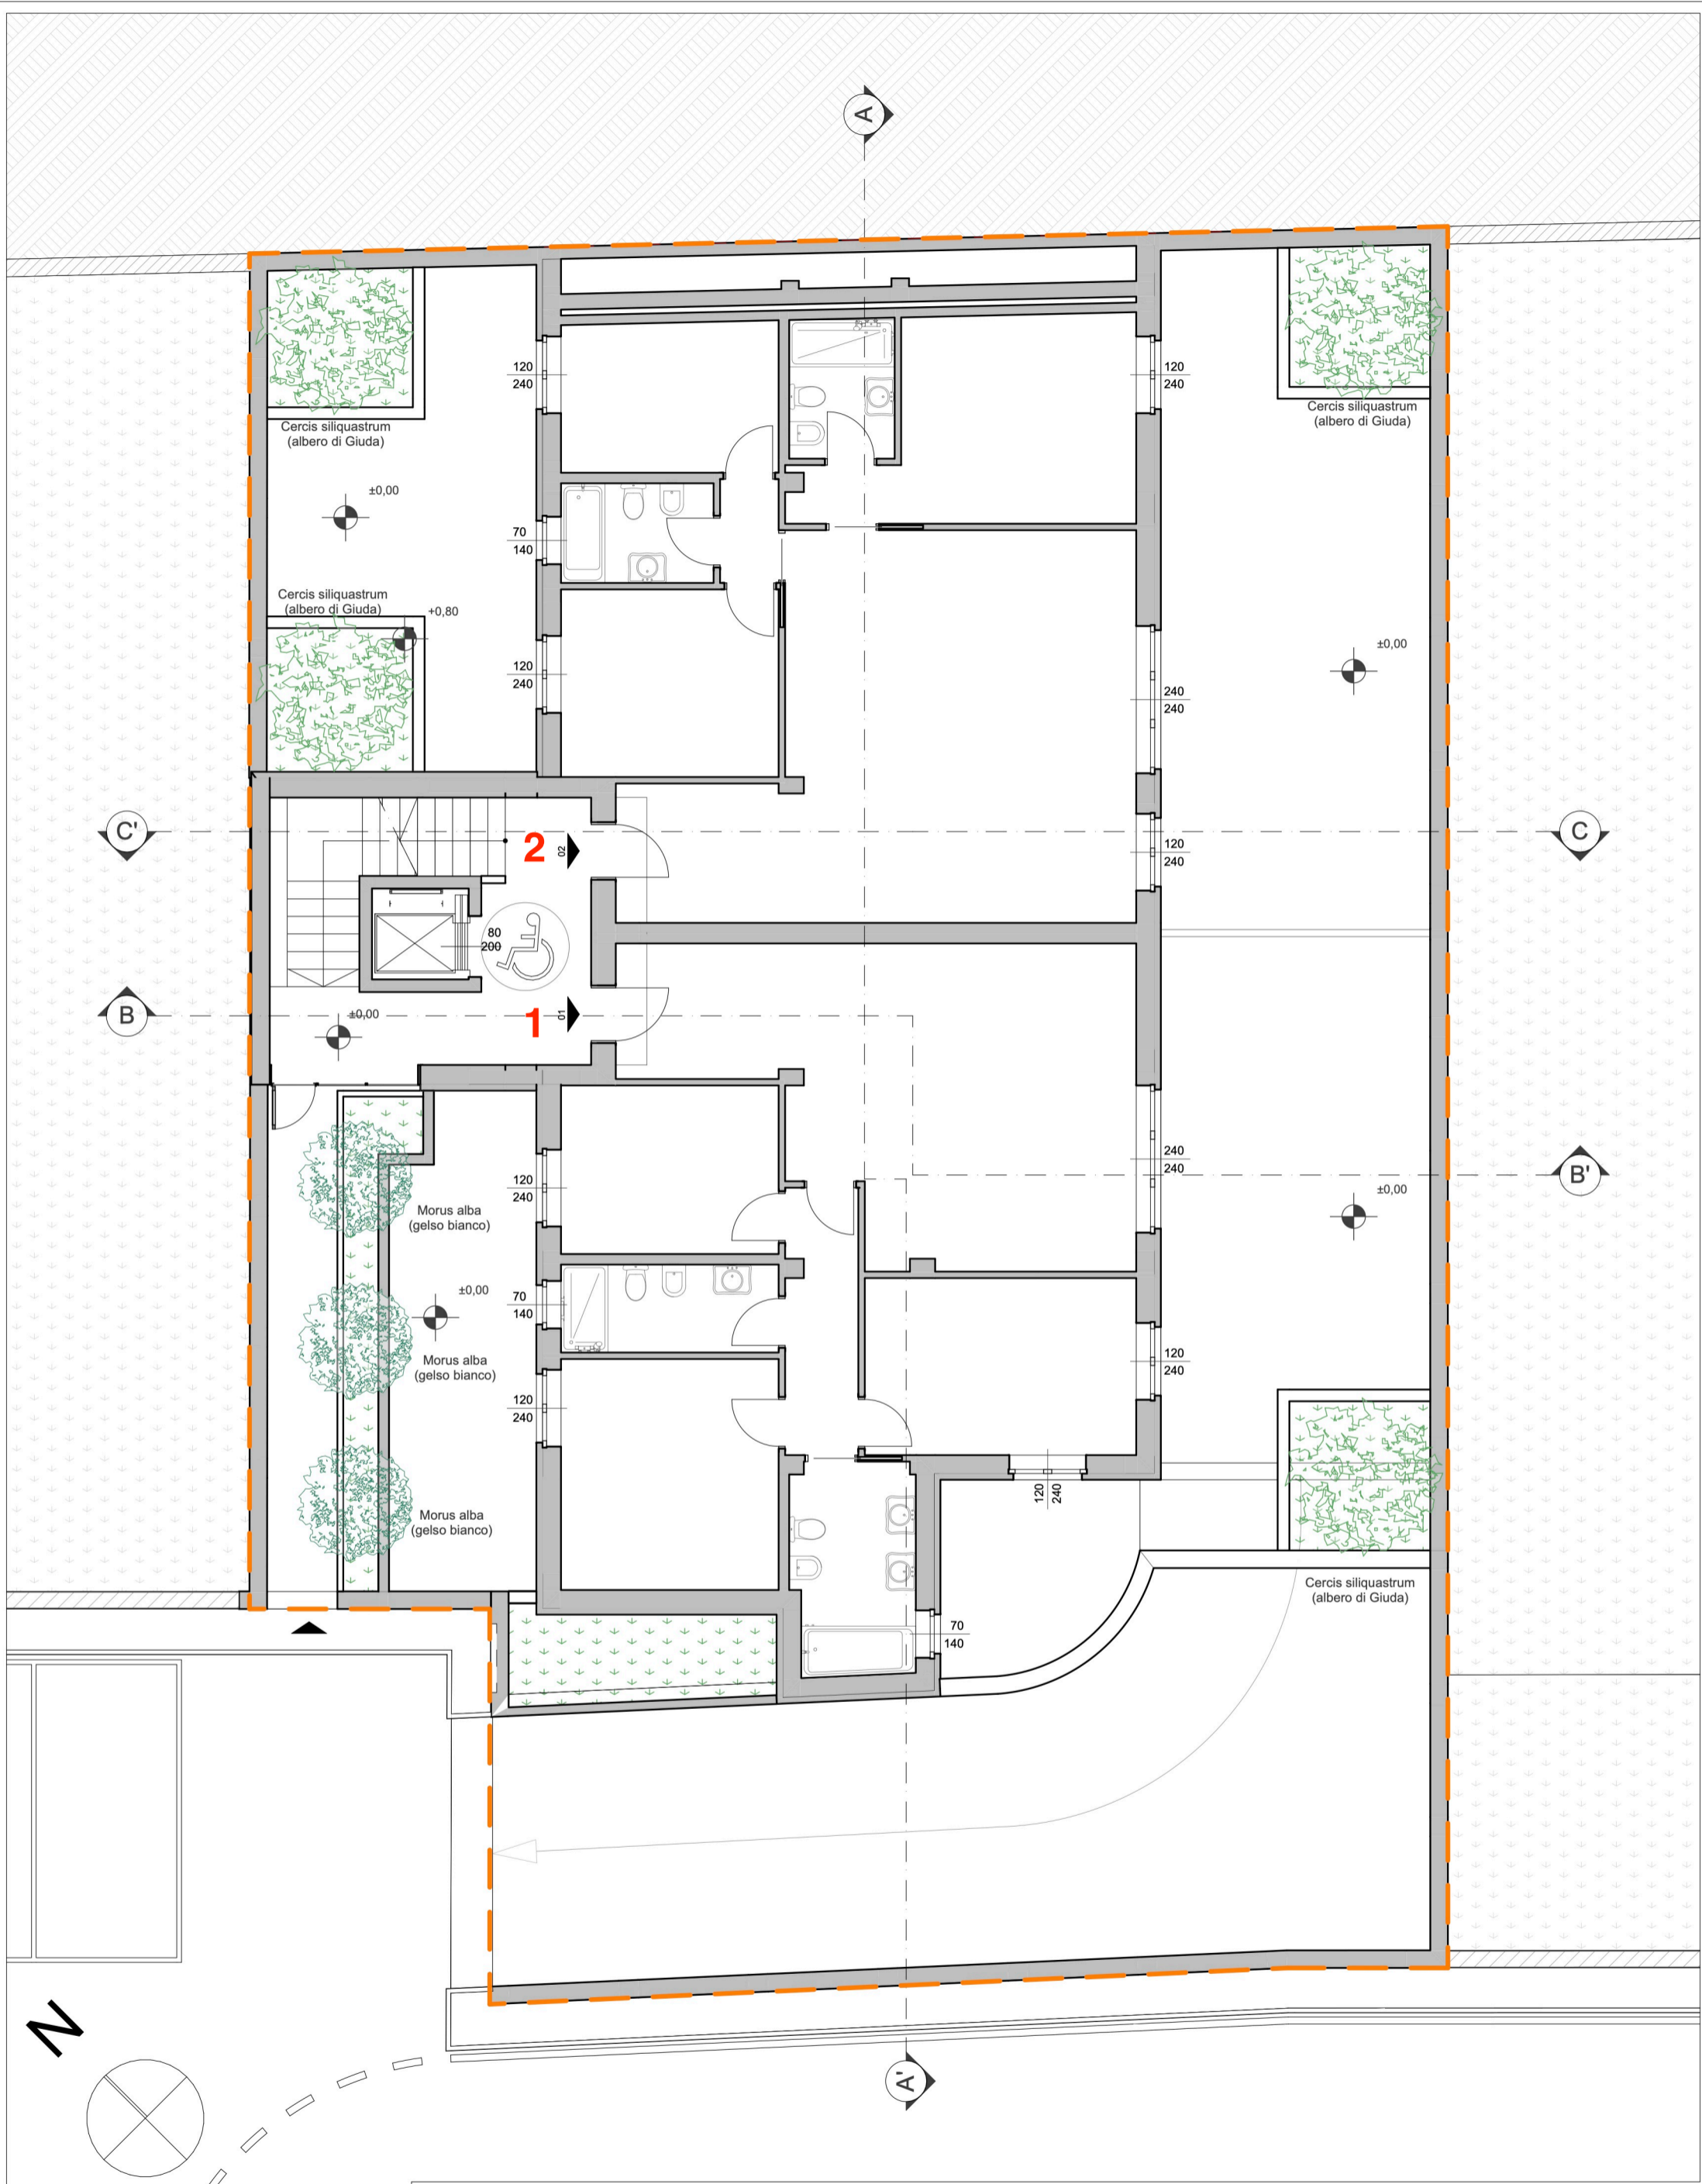 A
120
240
120
240
Cercis siliquastrum
(albero di Giuda)
Cercis siliquastrum
(albero di Giuda)
±0,00
70
140
Cercis siliquastrum
(albero di Giuda)
+0,80
±0,00
120
240
240
240
C'
2
02
120
240
C
80
200
B
±0,00
1
01
240
240
B'
120
240
±0,00
Morus alba
(gelso bianco)
±0,00
70
140
Morus alba
(gelso bianco)
120
240
120
240
120
240
Morus alba
(gelso bianco)
Cercis siliquastrum
(albero di Giuda)
70
140
N
A'